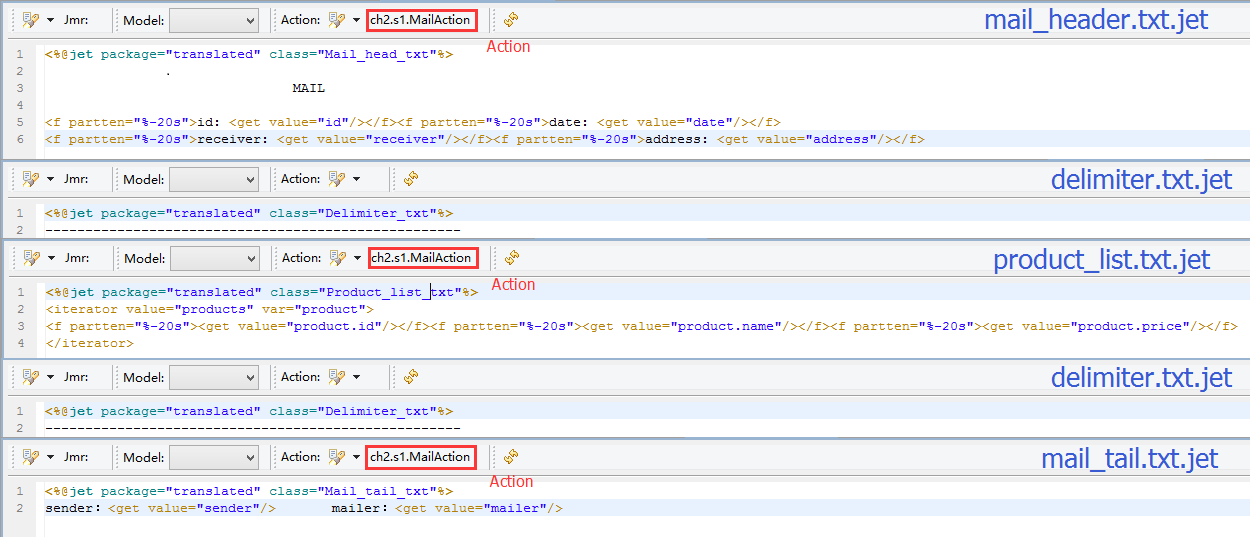 Jmr: Model: Action: ch2.s1.MailAction mail_header.txt.jet
Action
1 <%@jet package="translated" class="Mail_head_txt"%>
2 .
3 MAIL
4
5 <f partten="%-20s">id: <get value="id"/></f><f partten="%-20s">date: <get value="date"/></f>
6 <f partten="%-20s">receiver: <get value="receiver"/></f><f partten="%-20s">address: <get value="address"/></f>
Jmr: Model: Action: delimiter.txt.jet
1 <%@jet package="translated" class="Delimiter_txt"%>
2 ----------------------------------------------------
Jmr: Model: Action: ch2.s1.MailAction product_list.txt.jet
Action
1 <%@jet package="translated" class="Product_list_txt"%>
2 <iterator value="products" var="product">
3 <f partten="%-20s"><get value="product.id"/></f><f partten="%-20s"><get value="product.name"/></f><f partten="%-20s"><get value="product.price"/></f>
4 </iterator>
Jmr: Model: Action: delimiter.txt.jet
1 <%@jet package="translated" class="Delimiter_txt"%>
2 ----------------------------------------------------
Jmr: Model: Action: ch2.s1.MailAction mail_tail.txt.jet
Action
1 <%@jet package="translated" class="Mail_tail_txt"%>
2 sender: <get value="sender"/> mailer: <get value="mailer"/>